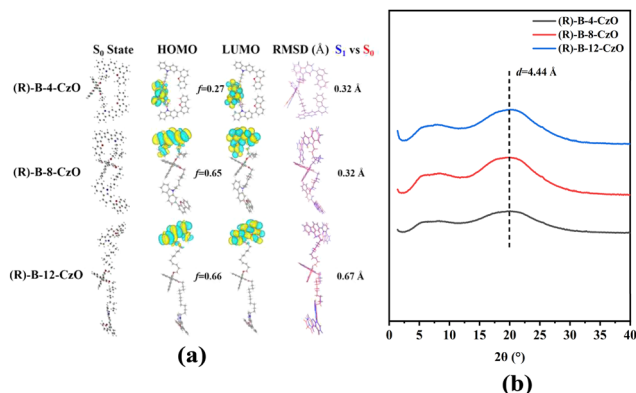 S₀ State HOMO LUMO RMSD (Å) S₁ vs S₀
(R)-B-4-CzO f=0.27 0.32 Å
(R)-B-8-CzO f=0.65 0.32 Å
(R)-B-12-CzO f=0.66 0.67 Å
(a)
(R)-B-4-CzO
(R)-B-8-CzO
(R)-B-12-CzO
d=4.44 Å
0 5 10 15 20 25 30 35 40
2θ (°)
(b)